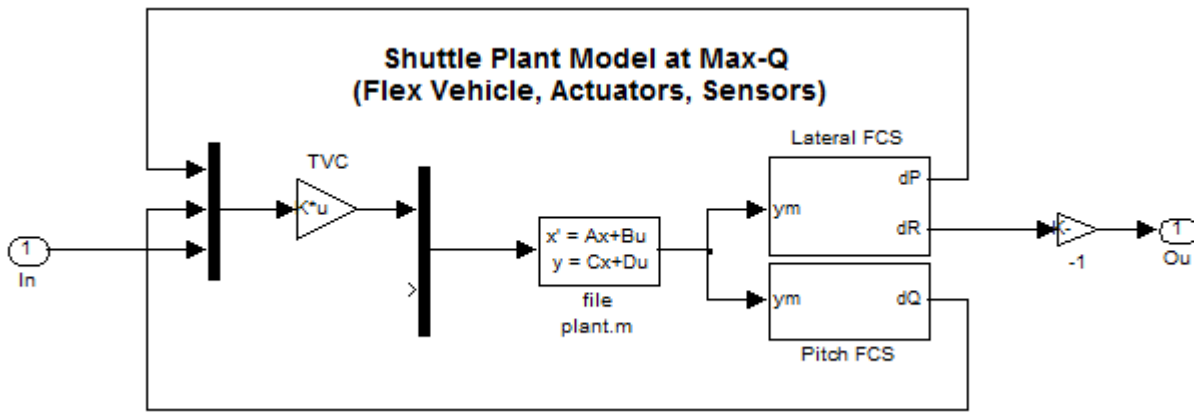 Shuttle Plant Model at Max-Q
(Flex Vehicle, Actuators, Sensors)
Lateral FCS
TVC
dP
ym
dR
K*u
1
In
x' = Ax+Bu
y = Cx+Du
file
plant.m
K-
-1
1
Ou
ym
dQ
Pitch FCS